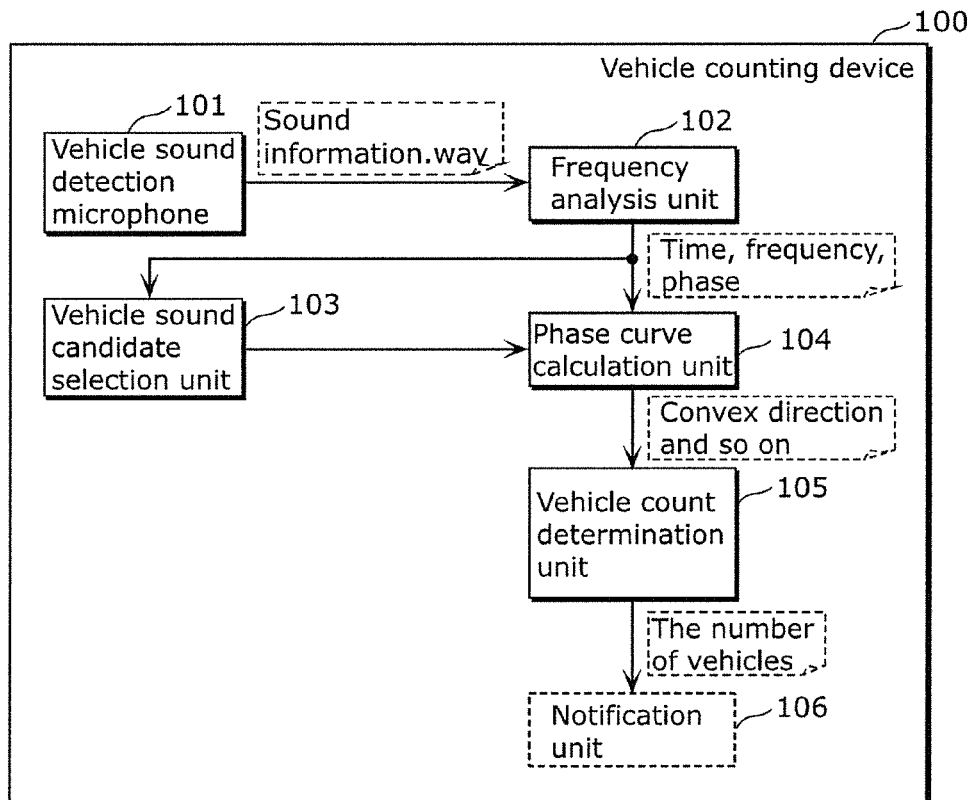 100
Vehicle counting device
101
Vehicle sound
detection
microphone
Sound
information.wav
102
Frequency
analysis unit
Time, frequency,
phase
Vehicle sound
candidate
selection unit
103
Phase curve
calculation unit
104
Convex direction
and so on
Vehicle count
determination
unit
105
The number
of vehicles
Notification
unit
106